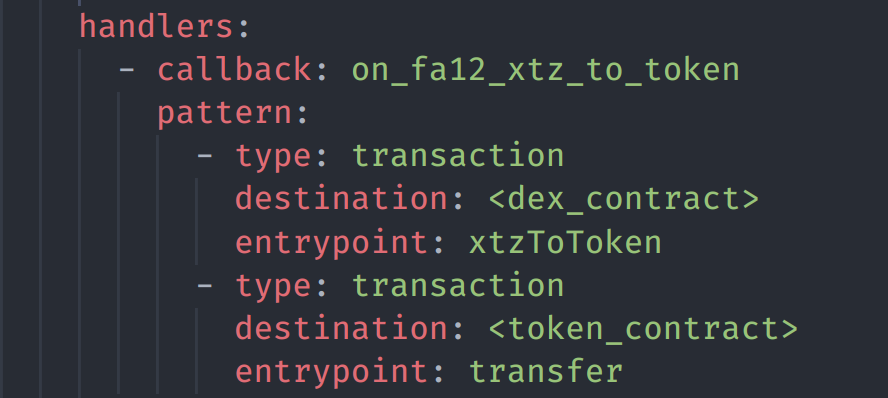 handlers:
- callback: on_fa12_xtz_to_token
pattern:
- type: transaction
destination: <dex_contract>
entrypoint: xtzToToken
- type: transaction
destination: <token_contract>
entrypoint: transfer